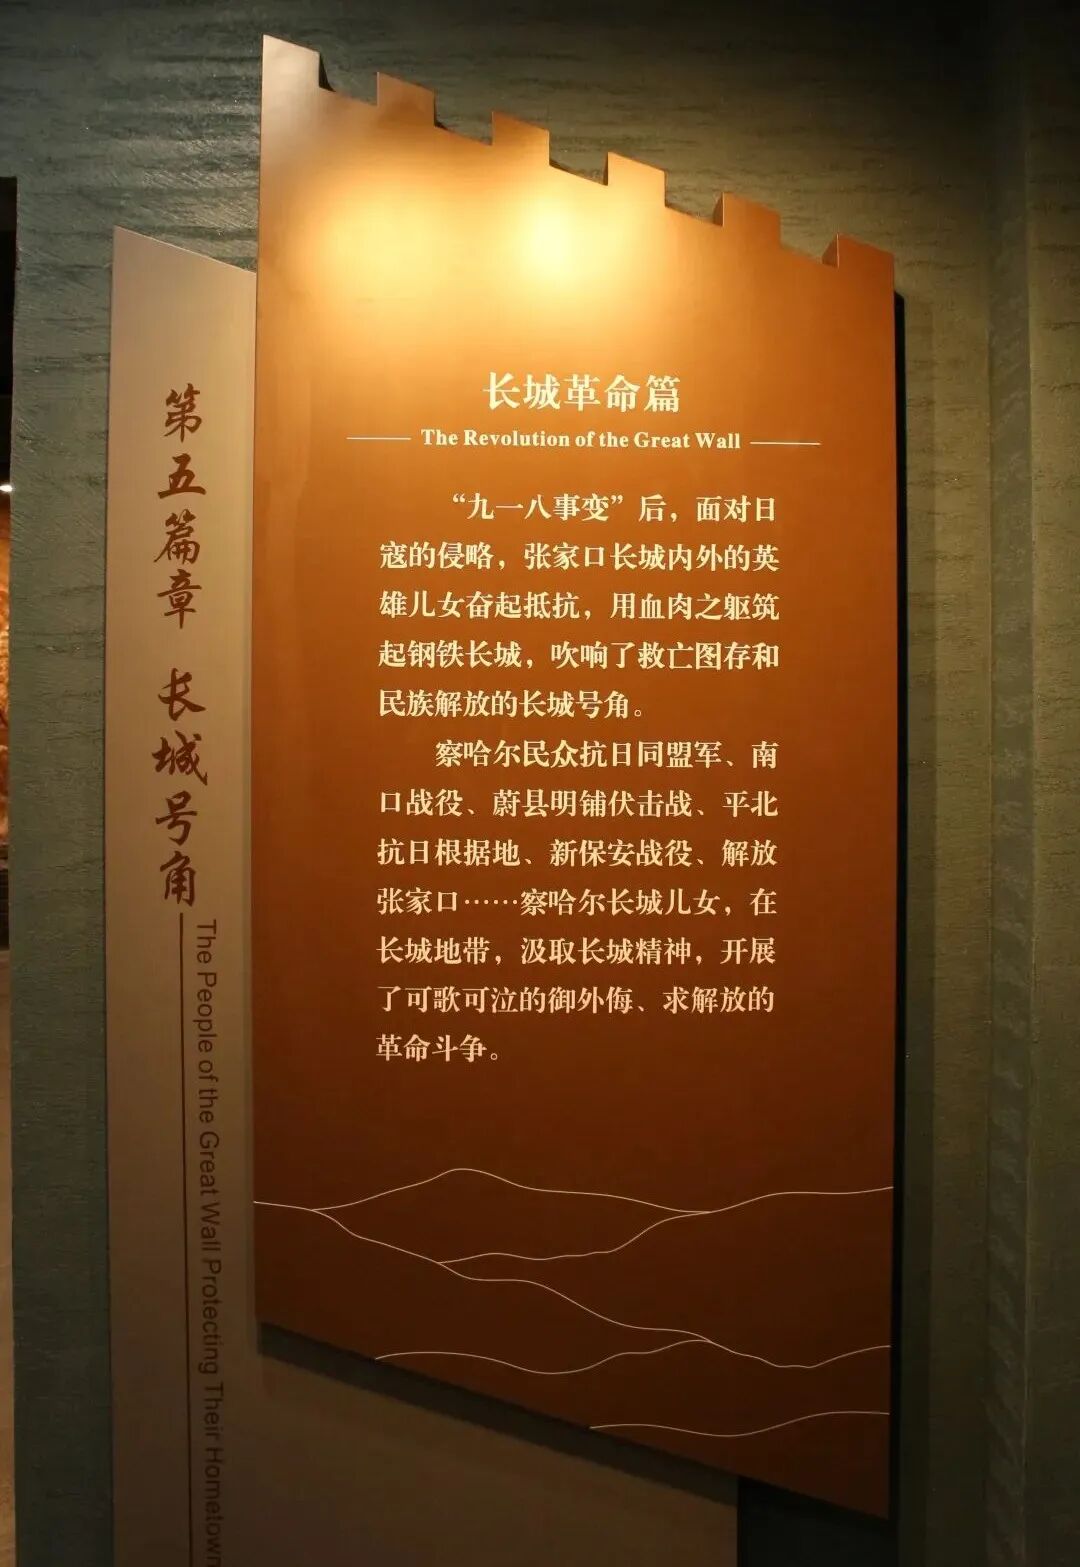 第五篇章 长城号角
The People of the Great Wall Protecting Their Hometown
长城革命篇
The Revolution of the Great Wall
“九一八事变”后，面对日
寇的侵略，张家口长城内外的英
雄儿女奋起抵抗，用血肉之躯筑
起钢铁长城，吹响了救亡图存和
民族解放的长城号角。
察哈尔民众抗日同盟军、南
口战役、蔚县明铺伏击战、平北
抗日根据地、新保安战役、解放
张家口……察哈尔长城儿女，在
长城地带，汲取长城精神，开展
了可歌可泣的御外侮、求解放的
革命斗争。